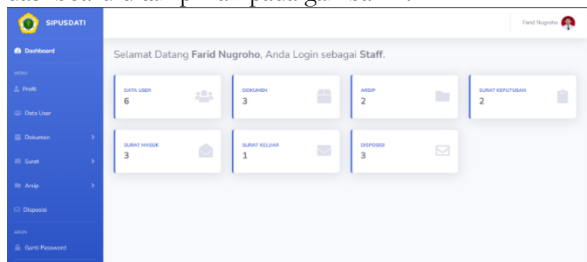 SIPUSDATI
Farid Nugroho
Dashboard
Selamat Datang Farid Nugroho, Anda Login sebagai Staff.
MENU
Profil
Data User
Dokumen
Surat
Arsip
Disposisi
AKUN
Ganti Password
DATA USER
6
DOKUMEN
3
ARSIP
2
SURAT KEPUTUSAN
2
SURAT MASUK
3
SURAT KELUAR
1
DISPOSISI
3